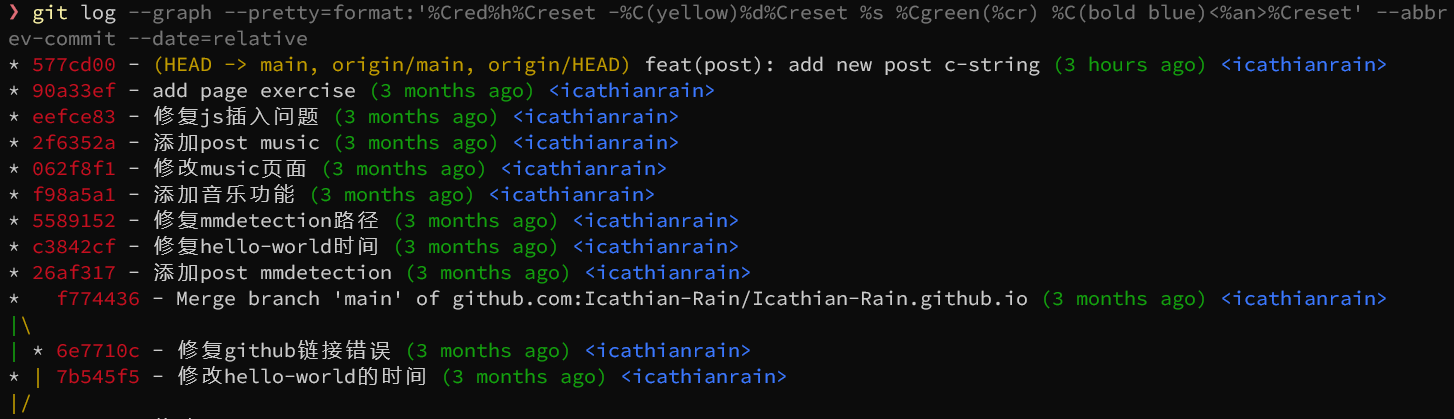 ❯ git log --graph --pretty=format:'%Cred%h%Creset -%C(yellow)%d%Creset %s %Cgreen(%cr) %C(bold blue)<%an>%Creset' --abbr
ev-commit --date=relative
* 577cd00 - (HEAD -> main, origin/main, origin/HEAD) feat(post): add new post c-string (3 hours ago) <icathianrain>
* 90a33ef - add page exercise (3 months ago) <icathianrain>
* eefce83 - 修复js插入问题 (3 months ago) <icathianrain>
* 2f6352a - 添加post music (3 months ago) <icathianrain>
* 062f8f1 - 修改music页面 (3 months ago) <icathianrain>
* f98a5a1 - 添加音乐功能 (3 months ago) <icathianrain>
* 5589152 - 修复mmdetection路径 (3 months ago) <icathianrain>
* c3842cf - 修复hello-world时间 (3 months ago) <icathianrain>
* 26af317 - 添加post mmdetection (3 months ago) <icathianrain>
*   f774436 - Merge branch 'main' of github.com:Icathian-Rain/Icathian-Rain.github.io (3 months ago) <icathianrain>
|\
| * 6e7710c - 修复github链接错误 (3 months ago) <icathianrain>
* | 7b545f5 - 修改hello-world的时间 (3 months ago) <icathianrain>
|/